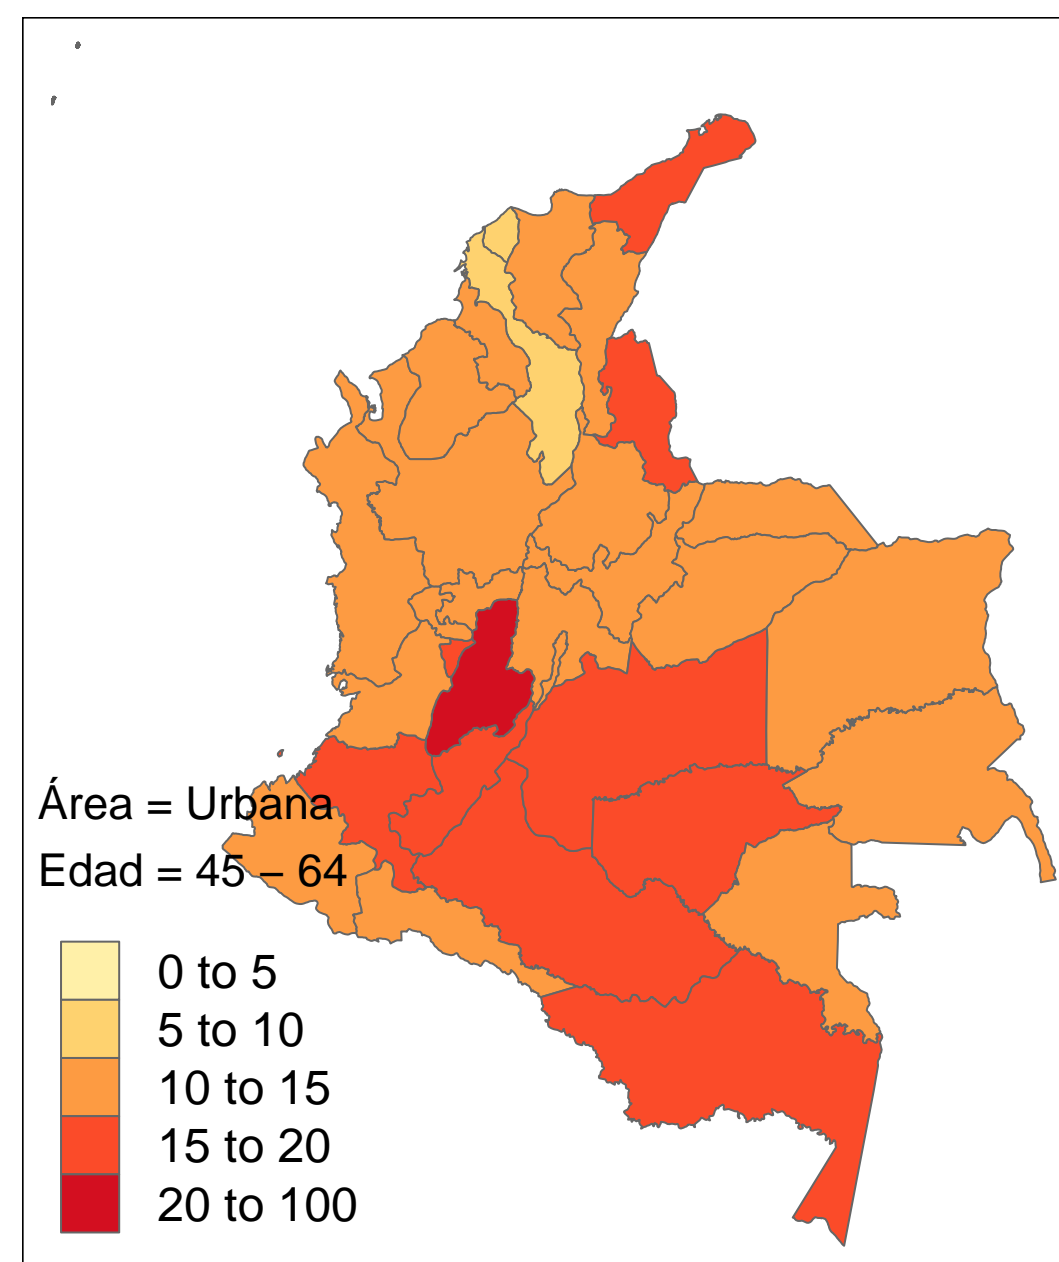 Área = Urbana
Edad = 45 – 64
0 to 5
5 to 10
10 to 15
15 to 20
20 to 100